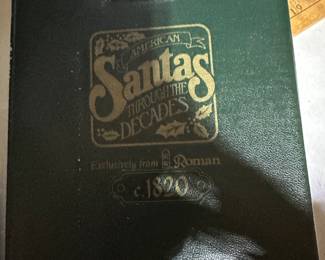 AMERICAN
Santas
THROUGH THE
DECADES
Exclusively from Roman
c.1820